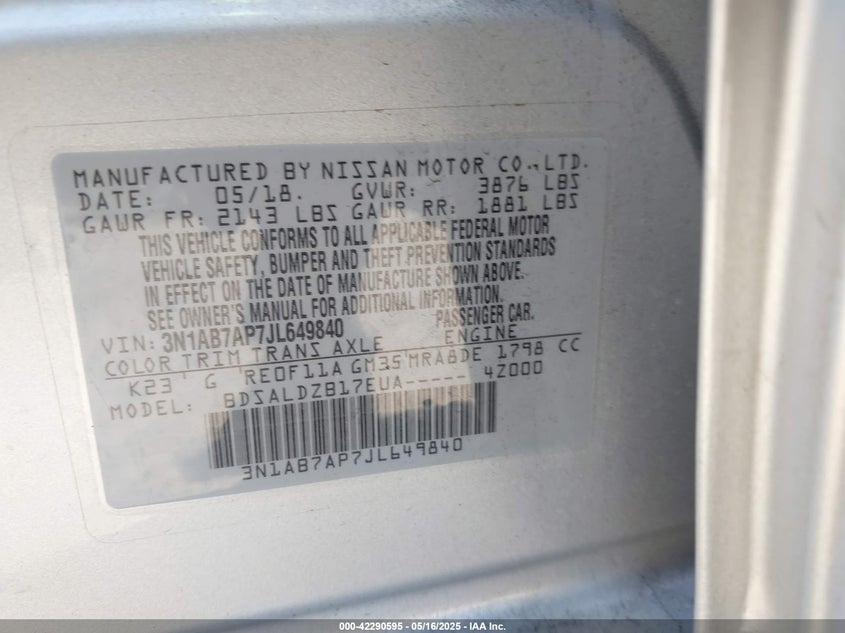 MANUFACTURED BY NISSAN MOTOR CO.,LTD.
DATE: 05/18. GVWR: 3876 LBS
GAWR FR: 2143 LBS GAWR RR: 1881 LBS
THIS VEHICLE CONFORMS TO ALL APPLICABLE FEDERAL MOTOR
VEHICLE SAFETY, BUMPER AND THEFT PREVENTION STANDARDS
IN EFFECT ON THE DATE OF MANUFACTURE SHOWN ABOVE.
SEE OWNER'S MANUAL FOR ADDITIONAL INFORMATION.
VIN: 3N1AB7AP7JL649840 PASSENGER CAR.
COLOR TRIM TRANS AXLE ENGINE
K23 G RE0F11A GM35 MRA8DE 1798 CC
MODEL: BDSALDZB17EUA----- 4Z000
3N1AB7AP7JL649840
000-42290595 - 05/16/2025 - IAA Inc.